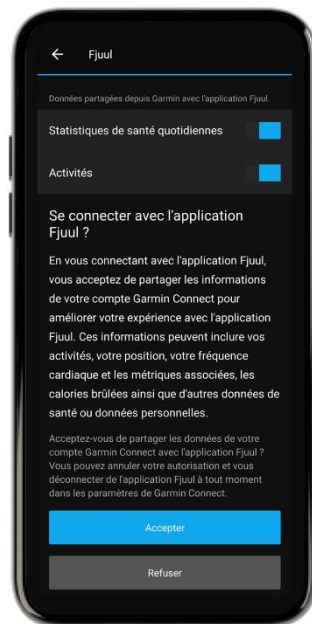 Fjuul
Données partagées depuis Garmin avec l'application Fjuul.
Statistiques de santé quotidiennes
Activités
Se connecter avec l'application
Fjuul ?
En vous connectant avec l'application Fjuul,
vous acceptez de partager les informations
de votre compte Garmin Connect pour
améliorer votre expérience avec l'application
Fjuul. Ces informations peuvent inclure vos
activités, votre position, votre fréquence
cardiaque et les métriques associées, les
calories brûlées ainsi que d'autres données de
santé ou données personnelles.
Acceptez-vous de partager les données de votre
compte Garmin Connect avec l'application Fjuul ?
Vous pouvez annuler votre autorisation et vous
déconnecter de l'application Fjuul à tout moment
dans les paramètres de Garmin Connect.
Accepter
Refuser